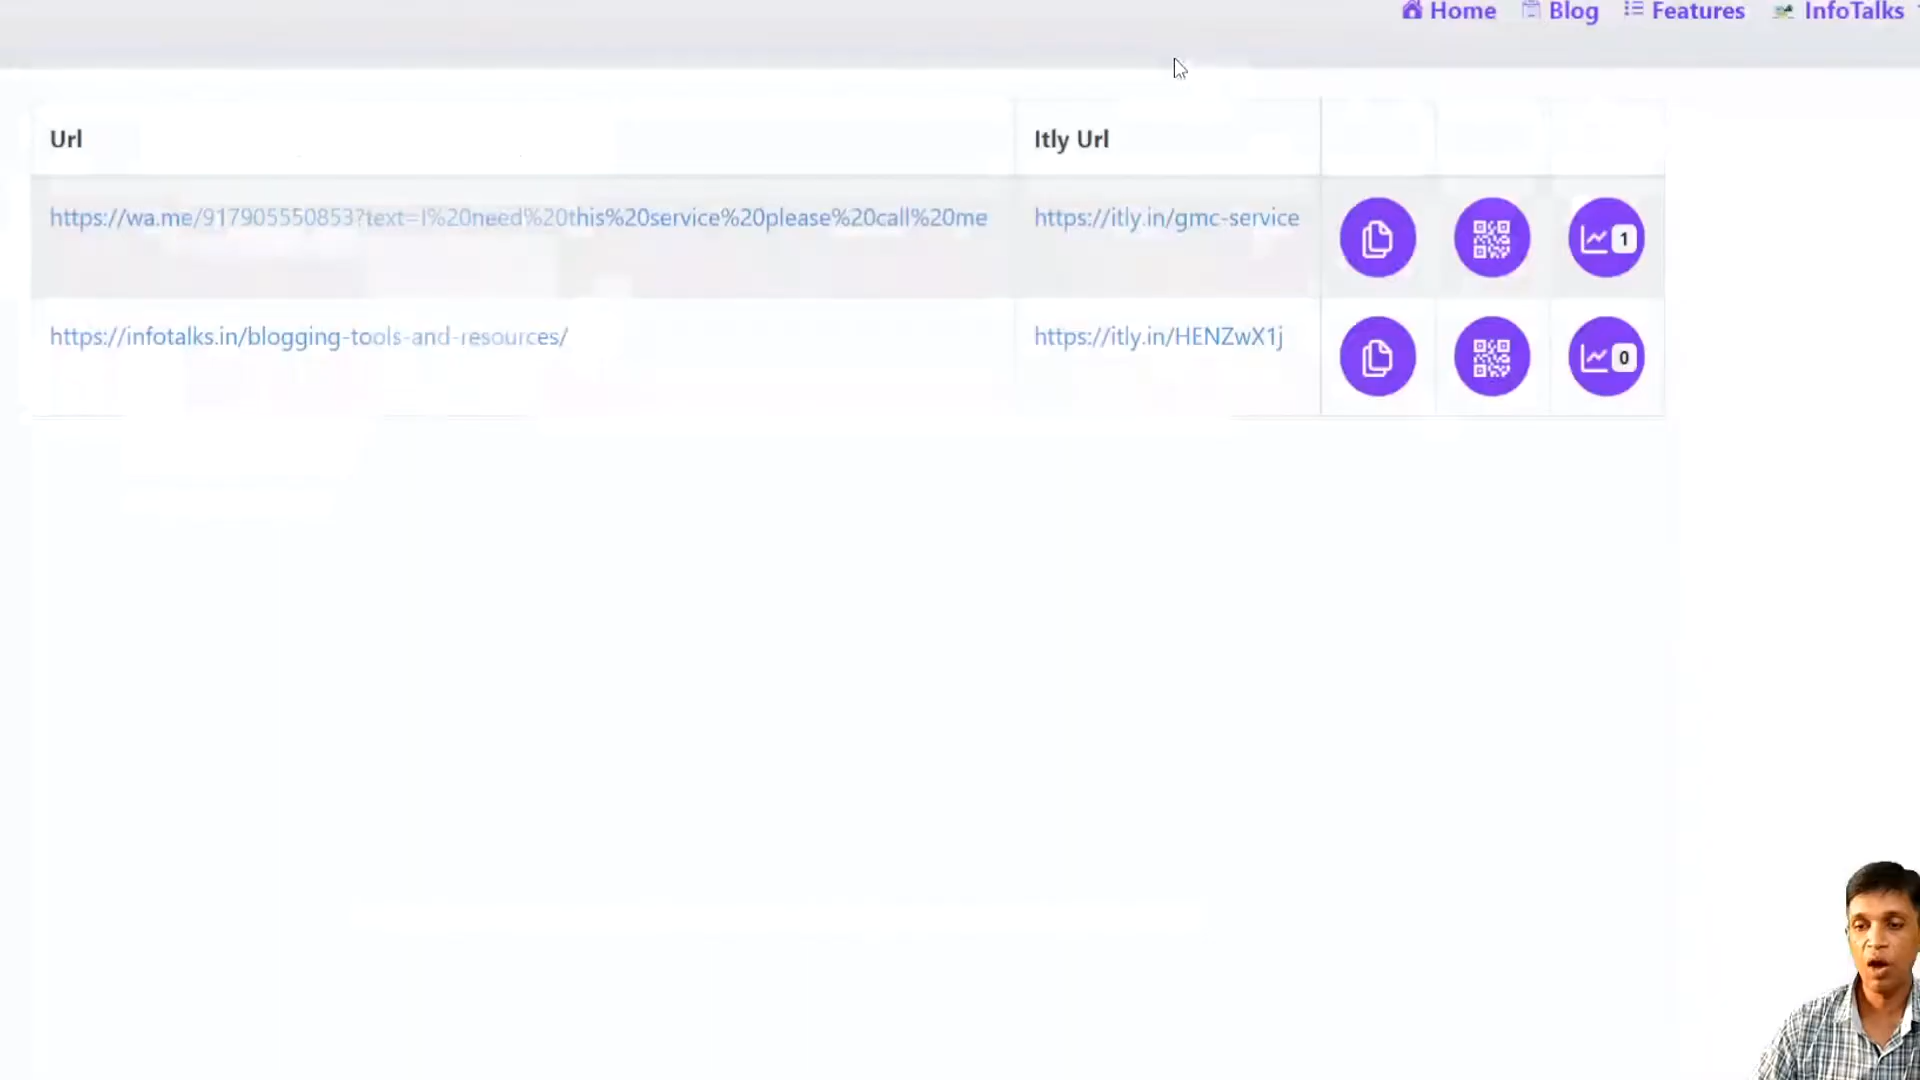 Home Blog Features InfoTalks
Url Itly Url
https://wa.me/917905550853?text=I%20need%20this%20service%20please%20call%20me https://itly.in/gmc-service 1
https://infotalks.in/blogging-tools-and-resources/ https://itly.in/HENZwX1j 0